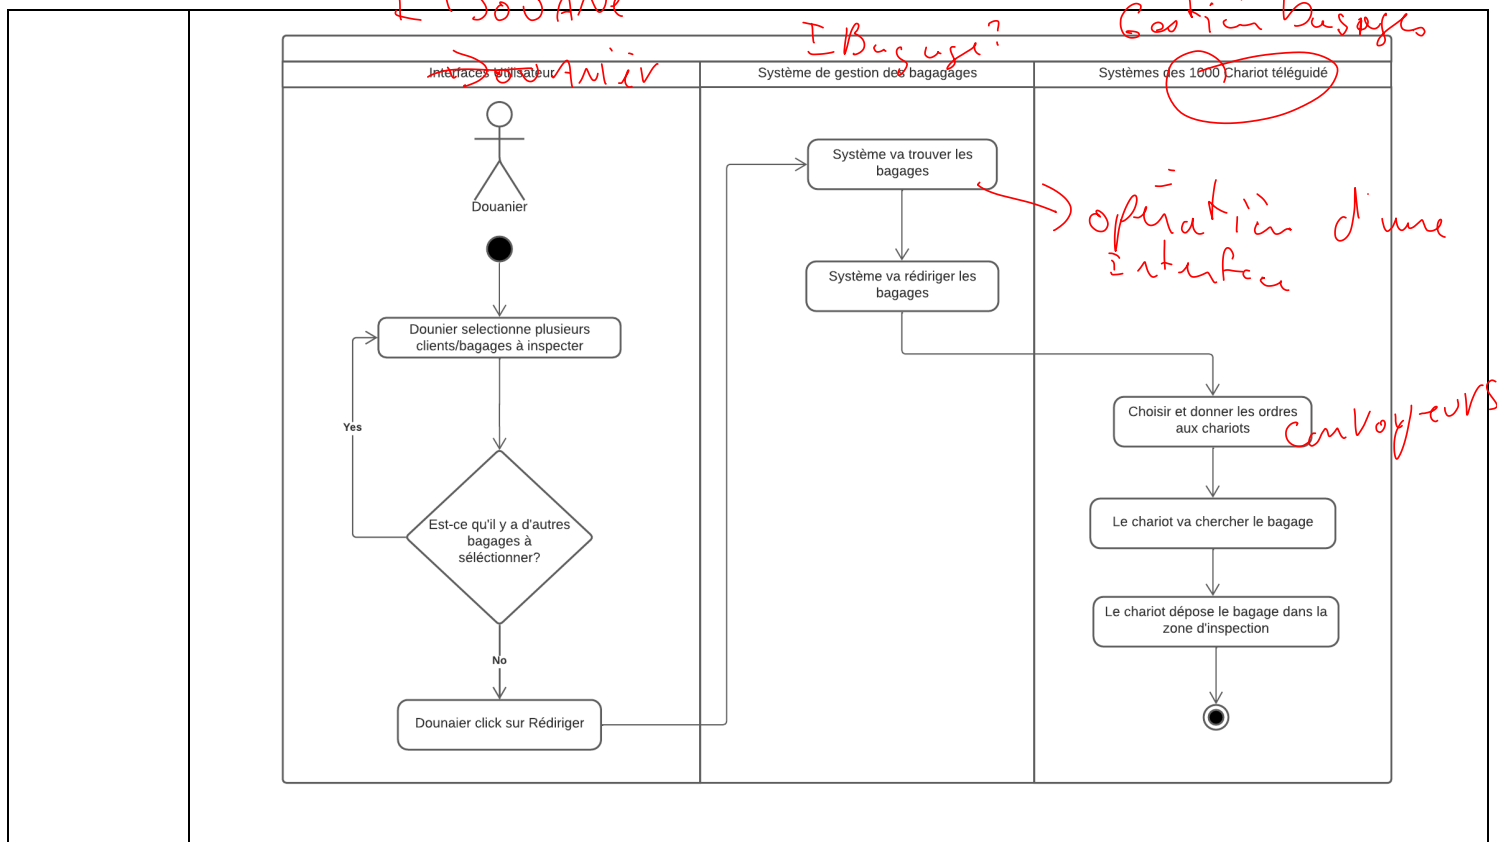 I DOUANE
I Bagage?
Gestion Bagages
Interfaces utilisateur
DOUANiER
Système de gestion des bagagages
Systèmes des 1000 Chariot téléguidé
Douanier
Système va trouver les
bagages
opération d'une
Interface
Système va rédiriger les
bagages
Dounier selectionne plusieurs
clients/bagages à inspecter
Yes
Est-ce qu'il y a d'autres
bagages à
séléctionner?
No
Dounaier click sur Rédiriger
Choisir et donner les ordres
aux chariots
convoyeurs
Le chariot va chercher le bagage
Le chariot dépose le bagage dans la
zone d'inspection